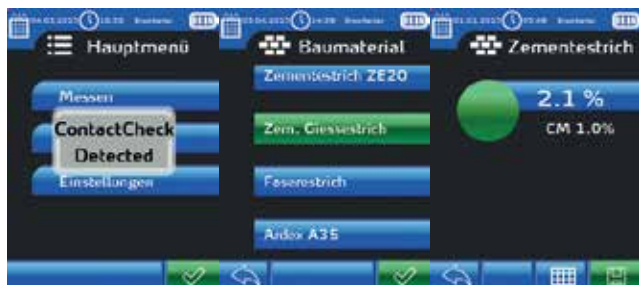 Hauptmenü
Messen
ContactCheck
Detected
Einstellungen
Baumaterial
Zementestrich ZE20
Zem. Giessestrich
Faserestrich
Ardex A35
Zementestrich
2.1 %
CM 1.0%